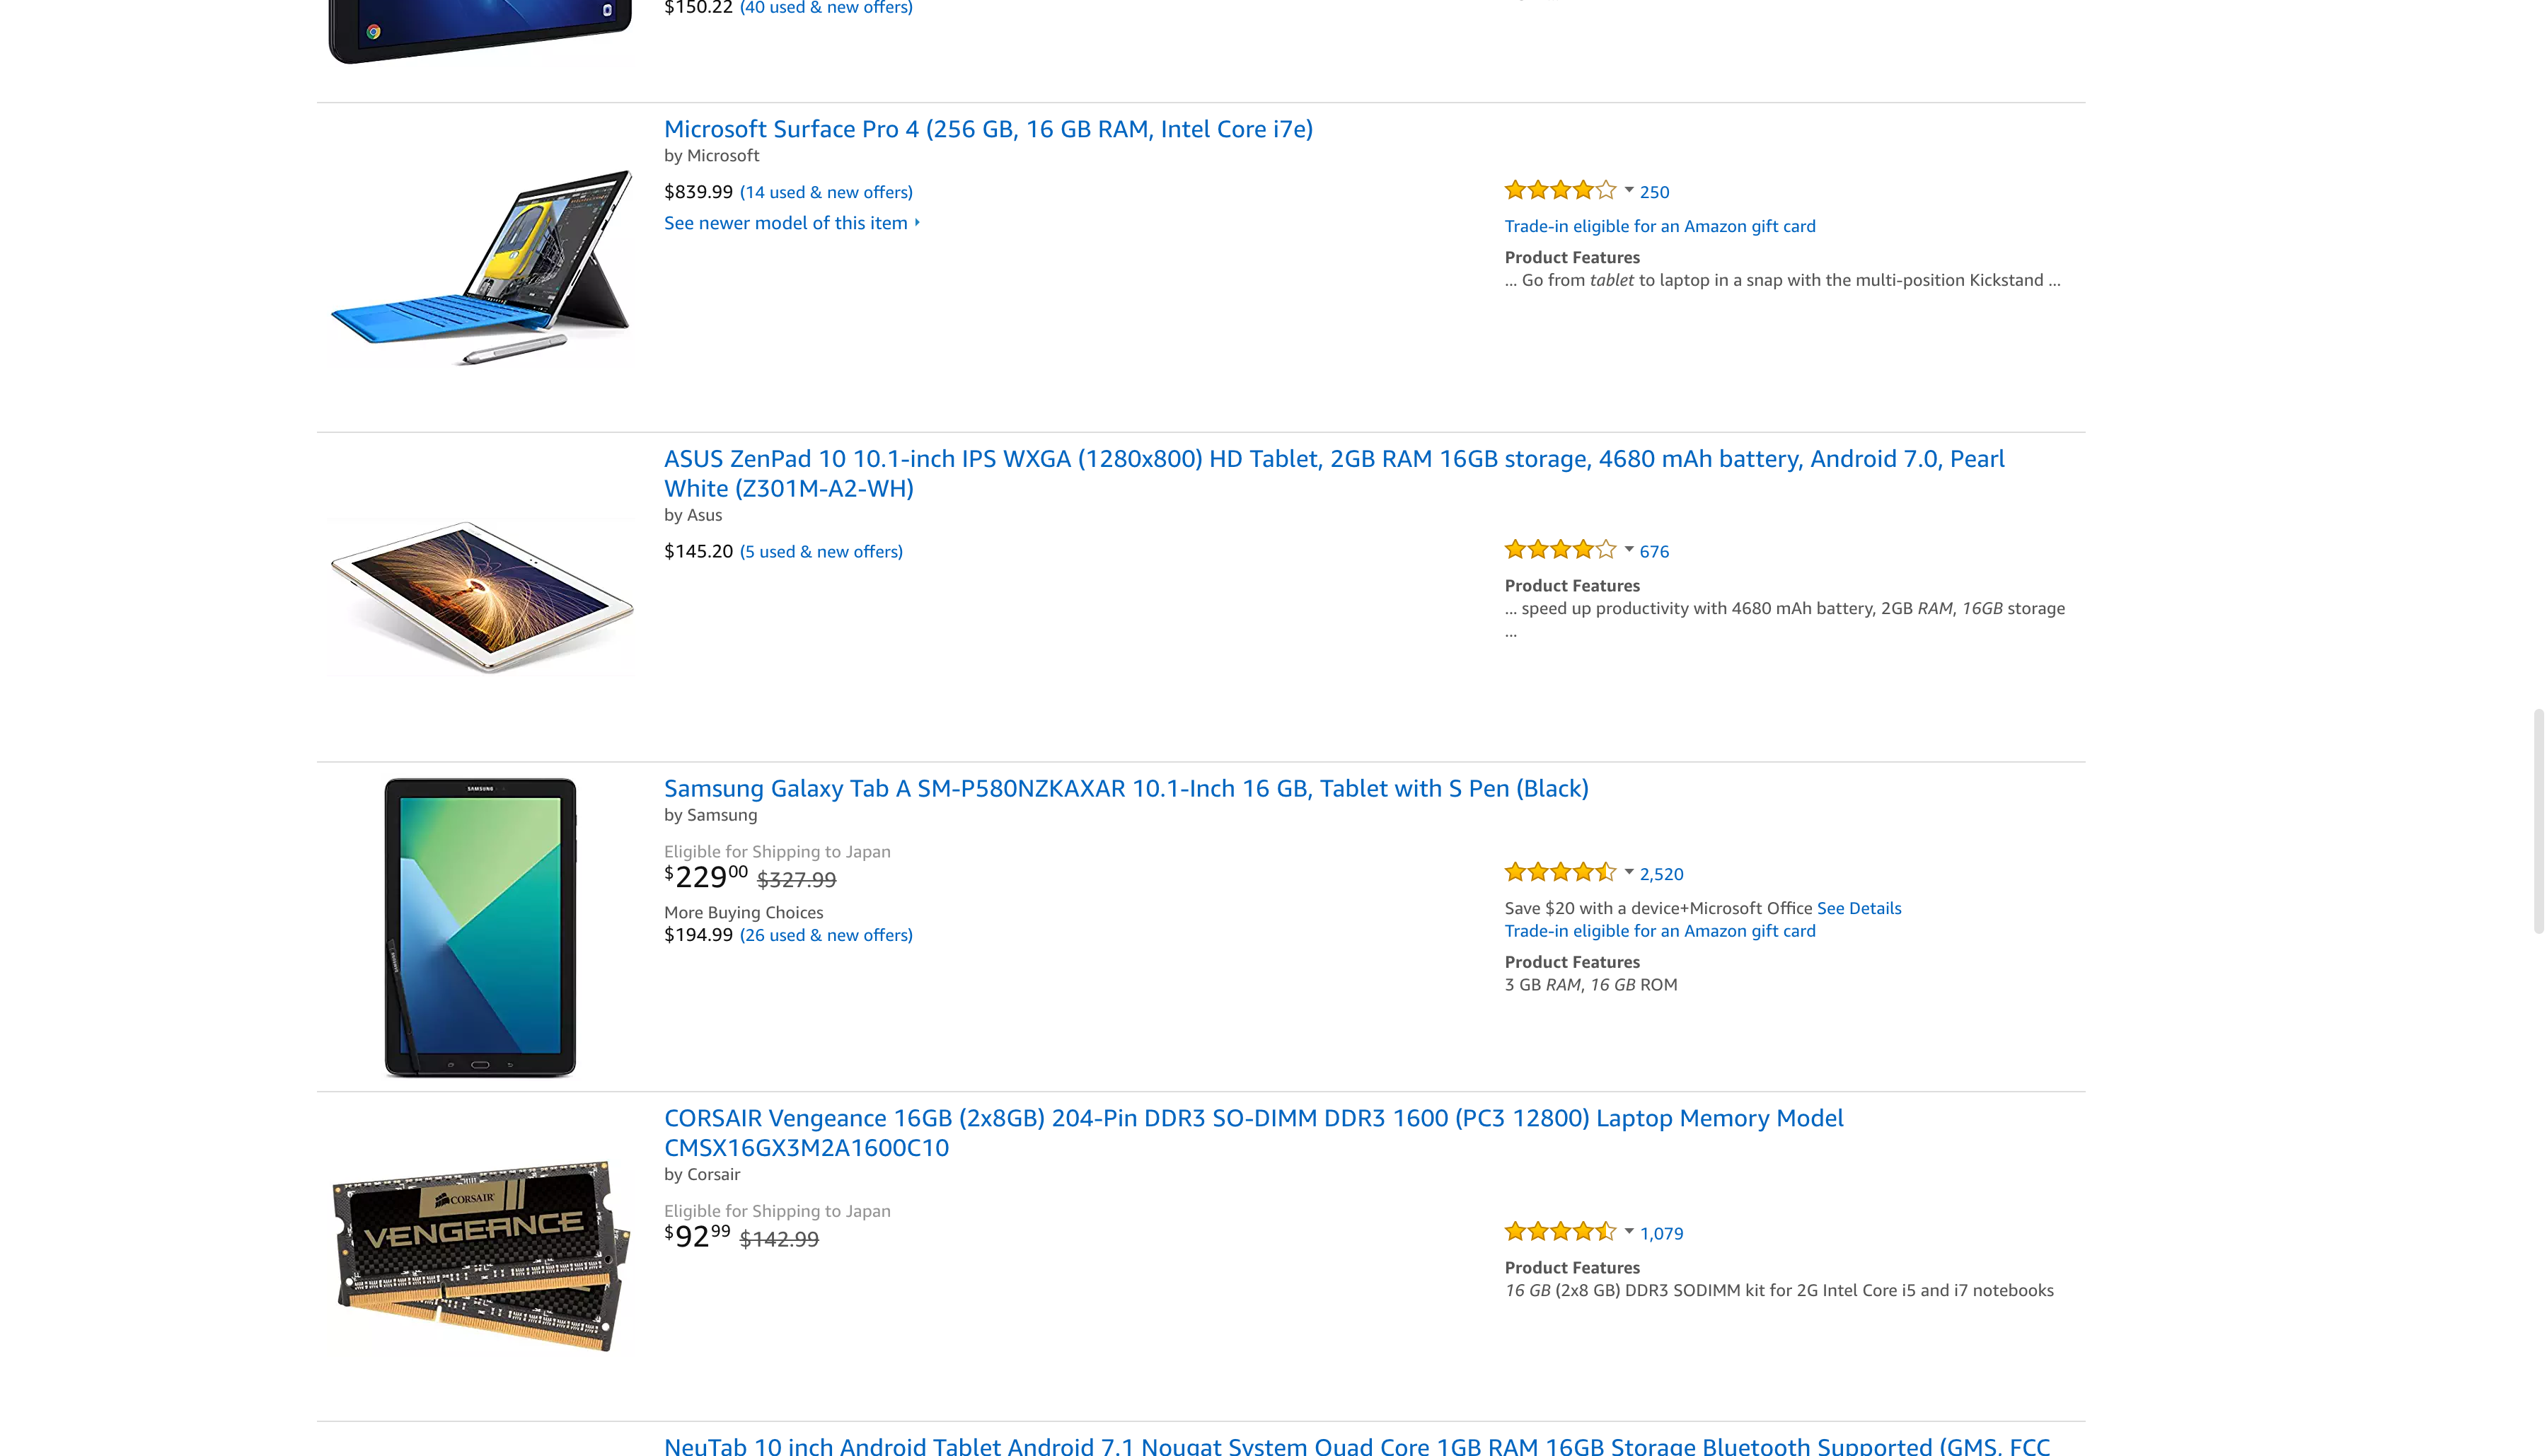 $150.22 (40 used & new offers)
Microsoft Surface Pro 4 (256 GB, 16 GB RAM, Intel Core i7e)
by Microsoft
$839.99 (14 used & new offers)
See newer model of this item
250
Trade-in eligible for an Amazon gift card
Product Features
... Go from tablet to laptop in a snap with the multi-position Kickstand ...
ASUS ZenPad 10 10.1-inch IPS WXGA (1280x800) HD Tablet, 2GB RAM 16GB storage, 4680 mAh battery, Android 7.0, Pearl
White (Z301M-A2-WH)
by Asus
$145.20 (5 used & new offers)
676
Product Features
... speed up productivity with 4680 mAh battery, 2GB RAM, 16GB storage
...
SAMSUNG
Samsung Galaxy Tab A SM-P580NZKAXAR 10.1-Inch 16 GB, Tablet with S Pen (Black)
by Samsung
Eligible for Shipping to Japan
$229.00 $327.99
More Buying Choices
$194.99 (26 used & new offers)
2,520
Save $20 with a device+Microsoft Office See Details
Trade-in eligible for an Amazon gift card
Product Features
3 GB RAM, 16 GB ROM
CORSAIR
VENGEANCE
CORSAIR Vengeance 16GB (2x8GB) 204-Pin DDR3 SO-DIMM DDR3 1600 (PC3 12800) Laptop Memory Model
CMSX16GX3M2A1600C10
by Corsair
Eligible for Shipping to Japan
$92.99 $142.99
1,079
Product Features
16 GB (2x8 GB) DDR3 SODIMM kit for 2G Intel Core i5 and i7 notebooks
NeuTab 10 inch Android Tablet Android 7.1 Nougat System Quad Core 1GB RAM 16GB Storage Bluetooth Supported (GMS, FCC